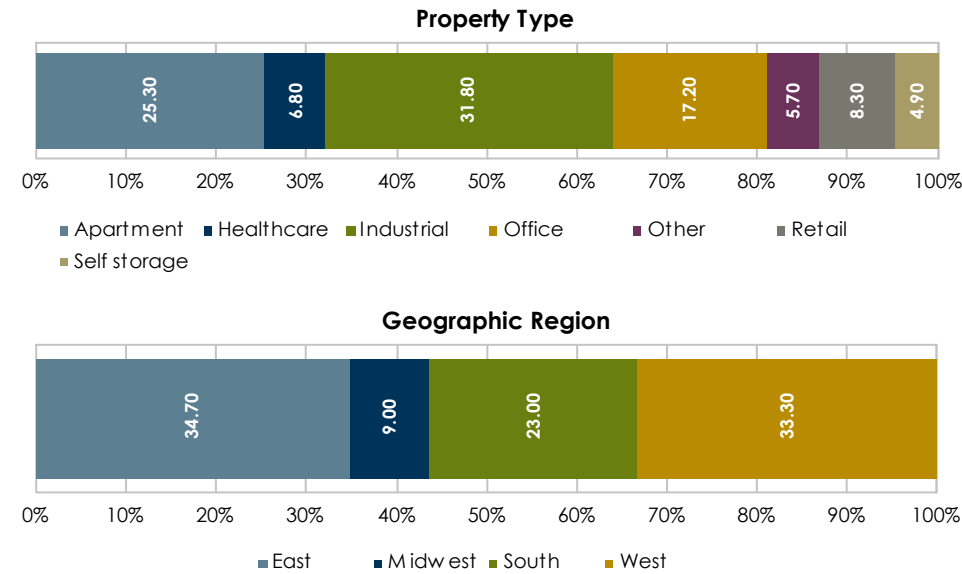 Property Type
25.30 6.80 31.80 17.20 5.70 8.30 4.90
0% 10% 20% 30% 40% 50% 60% 70% 80% 90% 100%
Apartment Healthcare Industrial Office Other Retail
Self storage
Geographic Region
34.70 9.00 23.00 33.30
0% 10% 20% 30% 40% 50% 60% 70% 80% 90% 100%
East Midwest South West